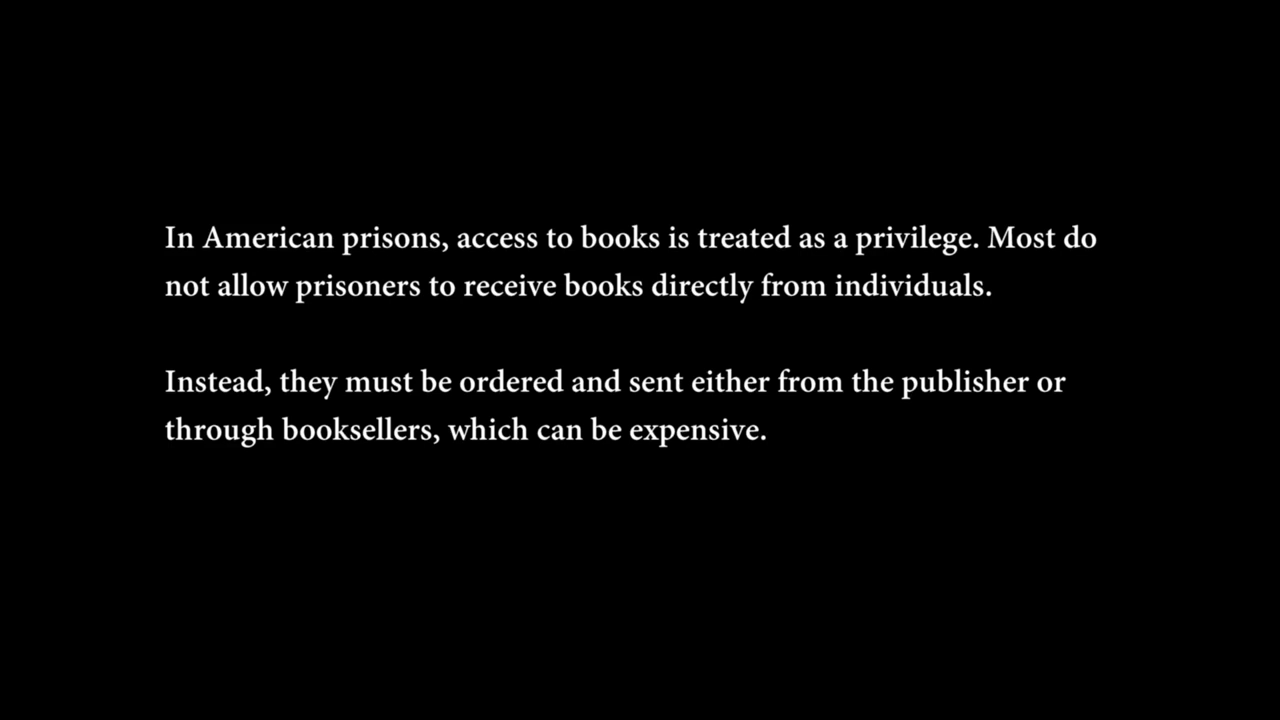 In American prisons, access to books is treated as a privilege. Most do
not allow prisoners to receive books directly from individuals.
Instead, they must be ordered and sent either from the publisher or
through booksellers, which can be expensive.